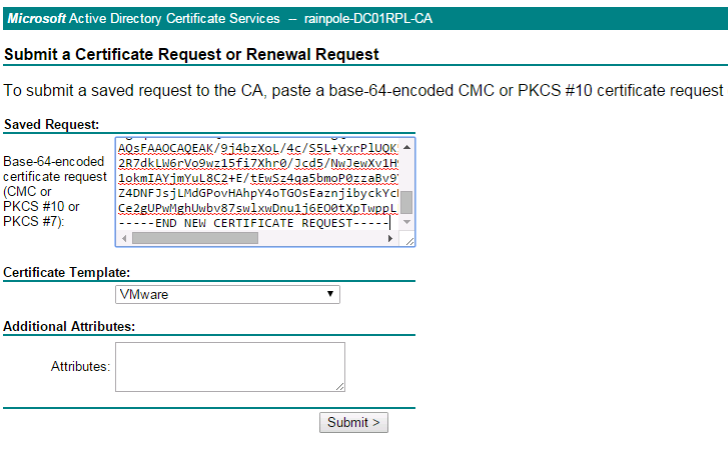 Microsoft Active Directory Certificate Services -- rainpole-DC01RPL-CA
Submit a Certificate Request or Renewal Request
To submit a saved request to the CA, paste a base-64-encoded CMC or PKCS #10 certificate request
Saved Request:
Base-64-encoded
certificate request
(CMC or
PKCS #10 or
PKCS #7):
AQsFAAOCAQEAK/9j4bzXoL/4c/S5L+YxrPlUQK
2R7dkLW6rVo9wz15fi7Xhr0/Jcd5/NwJewXv1H
1okmIAYjmYuL8C2+E/tEwSz4qa5bmoP0zzaBv9
Z4DNFJsjLMdGPovHAhpY4oTGOsEaznjibyckYc
Ce2gUPwMghUwbv87swlxwDnu1j6EO0tXpTwppL
-----END NEW CERTIFICATE REQUEST-----
Certificate Template:
VMware
Additional Attributes:
Attributes:
Submit >